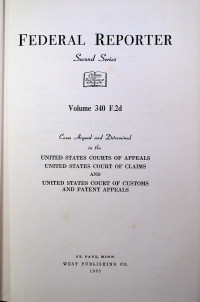 FEDERAL REPORTER
Second Series
Volume 340 F.2d
Cases Argued and Determined
in the
UNITED STATES COURTS OF APPEALS
UNITED STATES COURT OF CLAIMS
AND
UNITED STATES COURT OF CUSTOMS
AND PATENT APPEALS
ST. PAUL, MINN.
WEST PUBLISHING CO.
1965